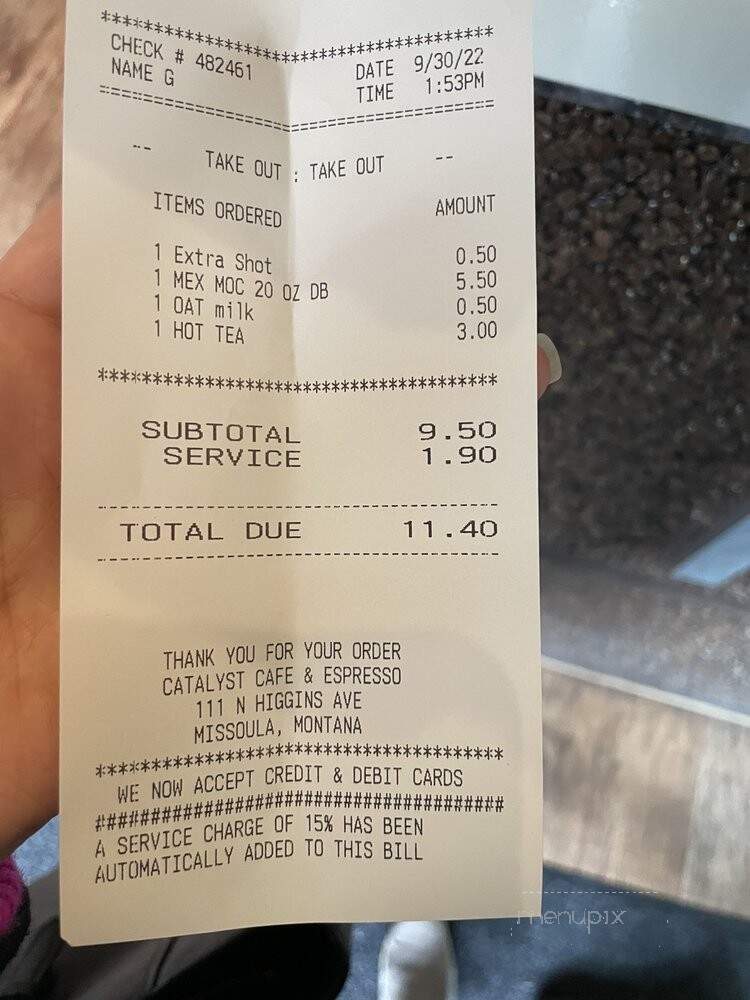 ****************************************
CHECK # 482461 DATE 9/30/22
NAME G TIME 1:53PM
========================================
-- TAKE OUT : TAKE OUT --
ITEMS ORDERED AMOUNT
1 Extra Shot 0.50
1 MEX MOC 20 OZ DB 5.50
1 OAT milk 0.50
1 HOT TEA 3.00
****************************************
SUBTOTAL 9.50
SERVICE 1.90
----------------------------------------
TOTAL DUE 11.40
----------------------------------------
THANK YOU FOR YOUR ORDER
CATALYST CAFE & ESPRESSO
111 N HIGGINS AVE
MISSOULA, MONTANA
****************************************
WE NOW ACCEPT CREDIT & DEBIT CARDS
########################################
A SERVICE CHARGE OF 15% HAS BEEN
AUTOMATICALLY ADDED TO THIS BILL
menupix